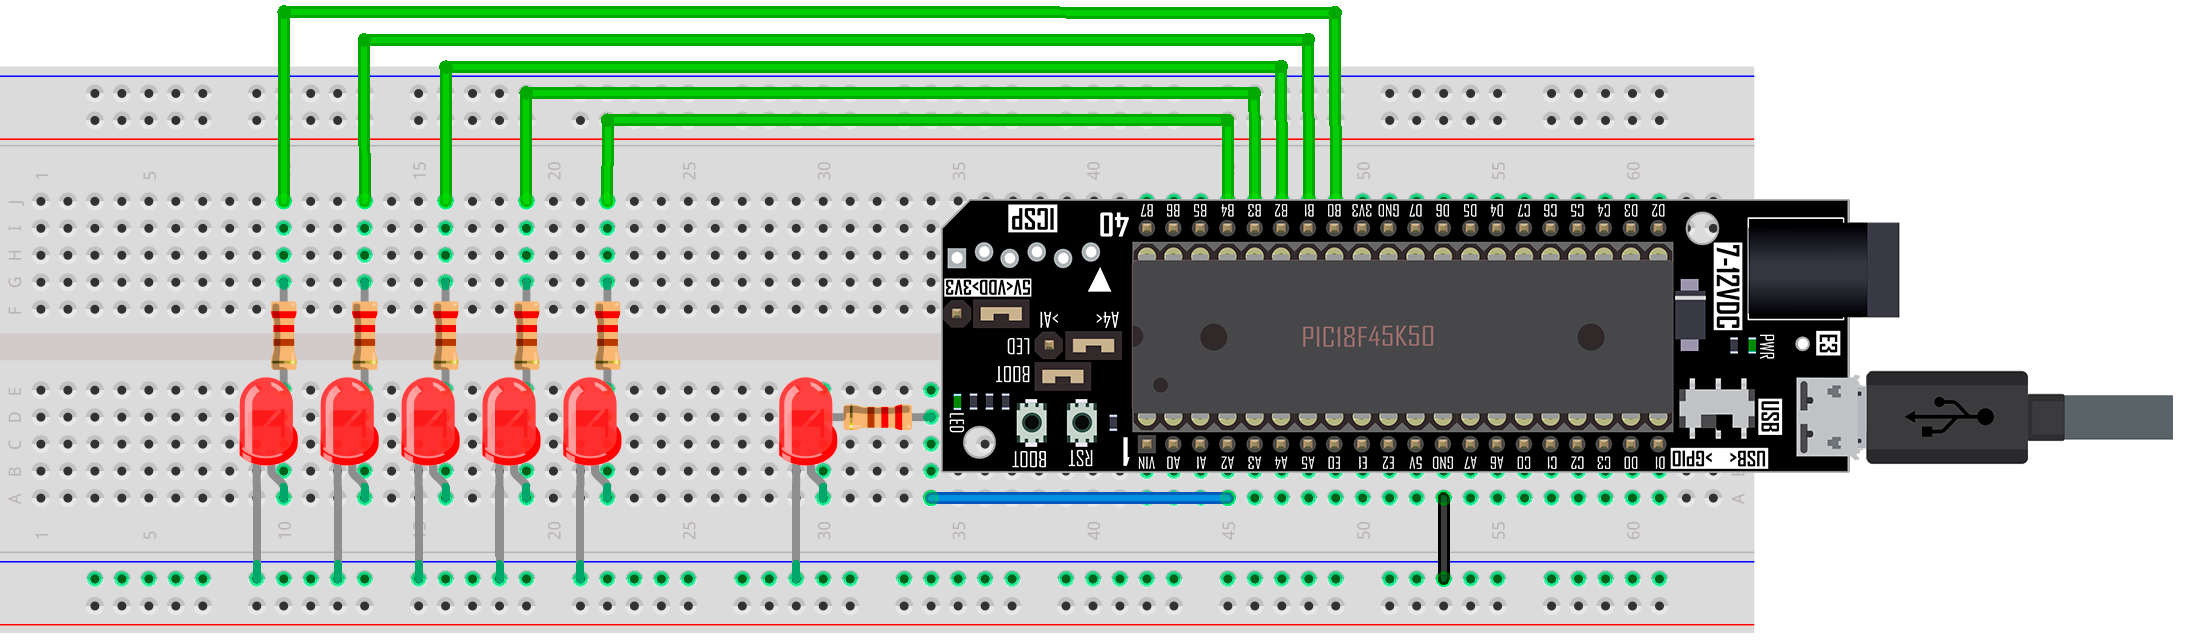 1 5 10 15 20 25 30 35 40 45 50 55 60
J
I
H
G
F
ICSP
40
B7 B6 B5 B4 B3 B2 B1 B0 3V3 GND D7 D6 D5 D4 C7 C6 C5 C4 D3 D2
5V<VDD>3V3
A4<
>A1
LED
BOOT
PIC18F45K50
7-12VDC
PWR
E3
E
D
C
B
A
LED
BOOT
RST
1
VIN A0 A1 A2 A3 A4 A5 E0 E1 E2 5V GND A7 A6 C0 C1 C2 C3 D0 D1
USB
USB< >GPIO
A
1 5 10 15 20 25 30 35 40 45 50 55 60